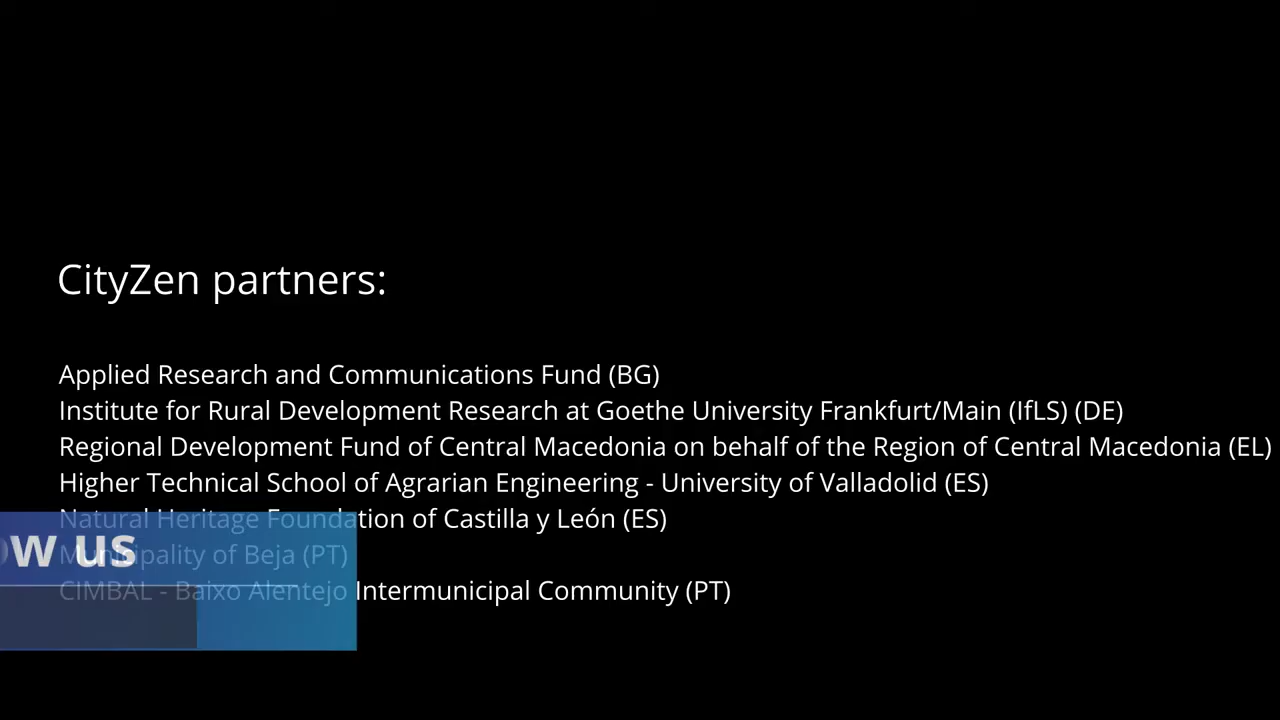 CityZen partners:
Applied Research and Communications Fund (BG)
Institute for Rural Development Research at Goethe University Frankfurt/Main (IfLS) (DE)
Regional Development Fund of Central Macedonia on behalf of the Region of Central Macedonia (EL)
Higher Technical School of Agrarian Engineering - University of Valladolid (ES)
Natural Heritage Foundation of Castilla y León (ES)
Municipality of Beja (PT)
us
CIMBAL - Baixo Alentejo Intermunicipal Community (PT)